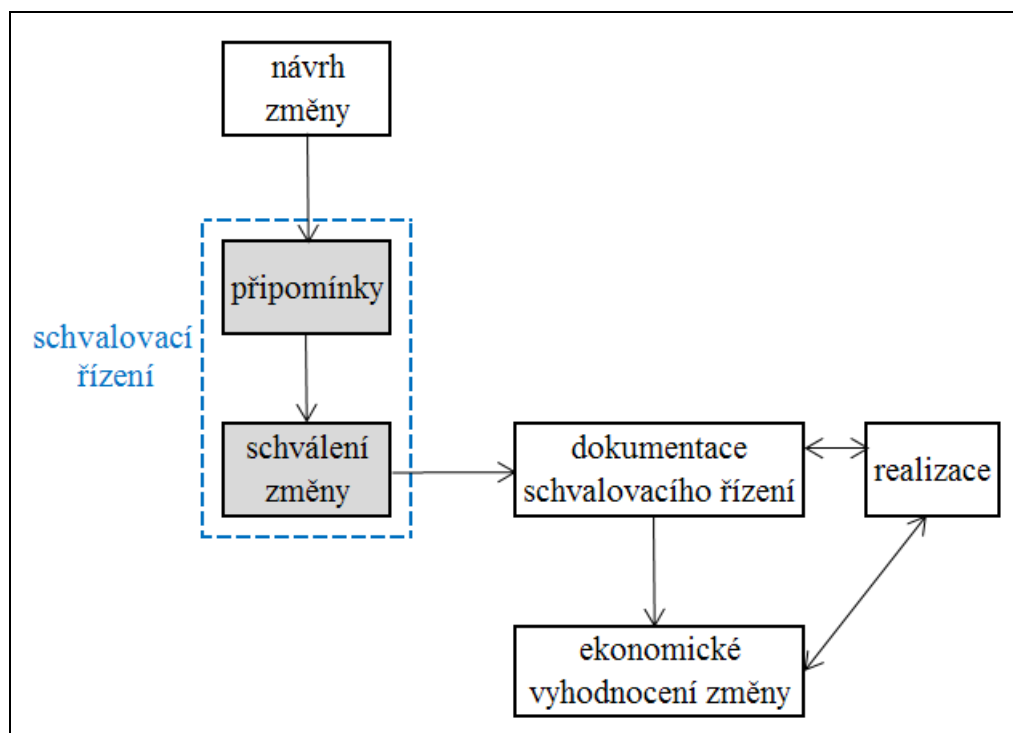 návrh
změny
připomínky
schvalovací
řízení
schválení
změny
dokumentace
schvalovacího řízení
realizace
ekonomické
vyhodnocení změny